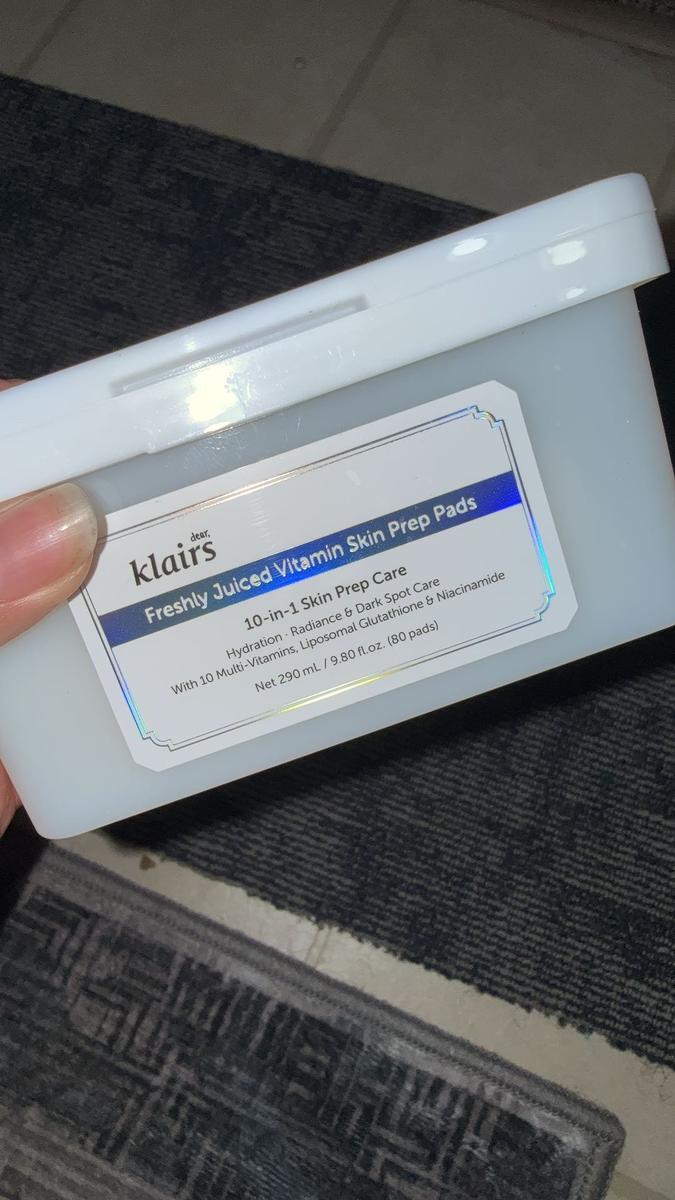 dear,
klairs
Freshly Juiced Vitamin Skin Prep Pads
10-in-1 Skin Prep Care
Hydration · Radiance & Dark Spot Care
With 10 Multi-Vitamins, Liposomal Glutathione & Niacinamide
Net 290 mL / 9.80 fl.oz. (80 pads)